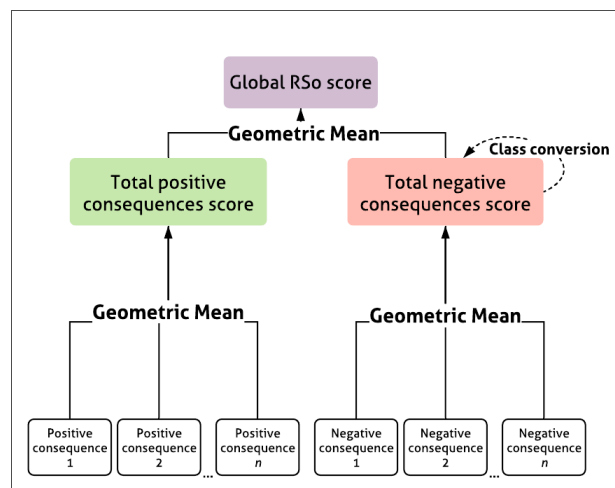 Global RSo score
Geometric Mean
Class conversion
Total positive
consequences score
Total negative
consequences score
Geometric Mean
Geometric Mean
Positive
consequence
1
Positive
consequence
2
...
Positive
consequence
n
Negative
consequence
1
Negative
consequence
2
...
Negative
consequence
n